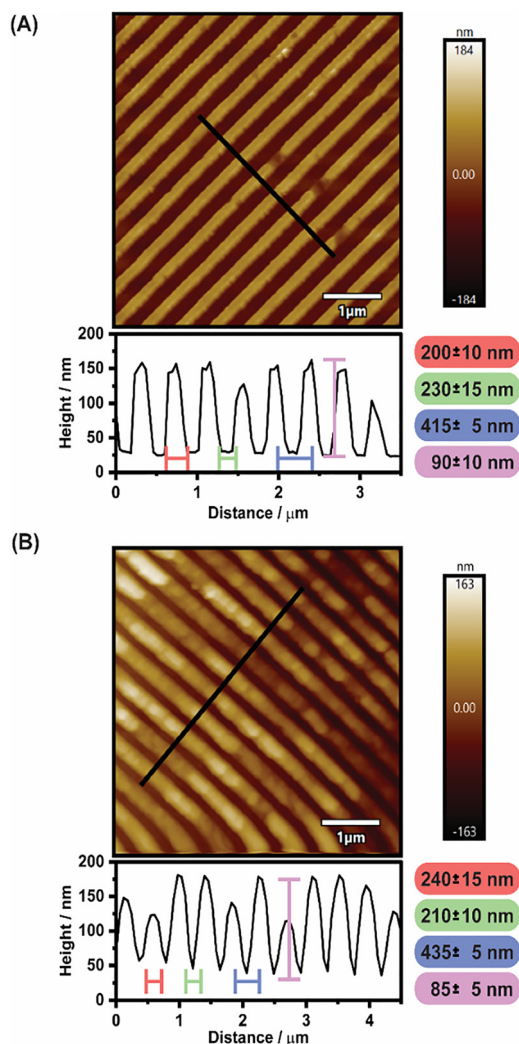 (A)
nm
184
0.00
-184
1μm
200
150
100
50
0
Height / nm
0 1 2 3
Distance / μm
200±10 nm
230±15 nm
415± 5 nm
90±10 nm
(B)
nm
163
0.00
-163
1μm
200
150
100
50
0
Height / nm
0 1 2 3 4
Distance / μm
240±15 nm
210±10 nm
435± 5 nm
85± 5 nm